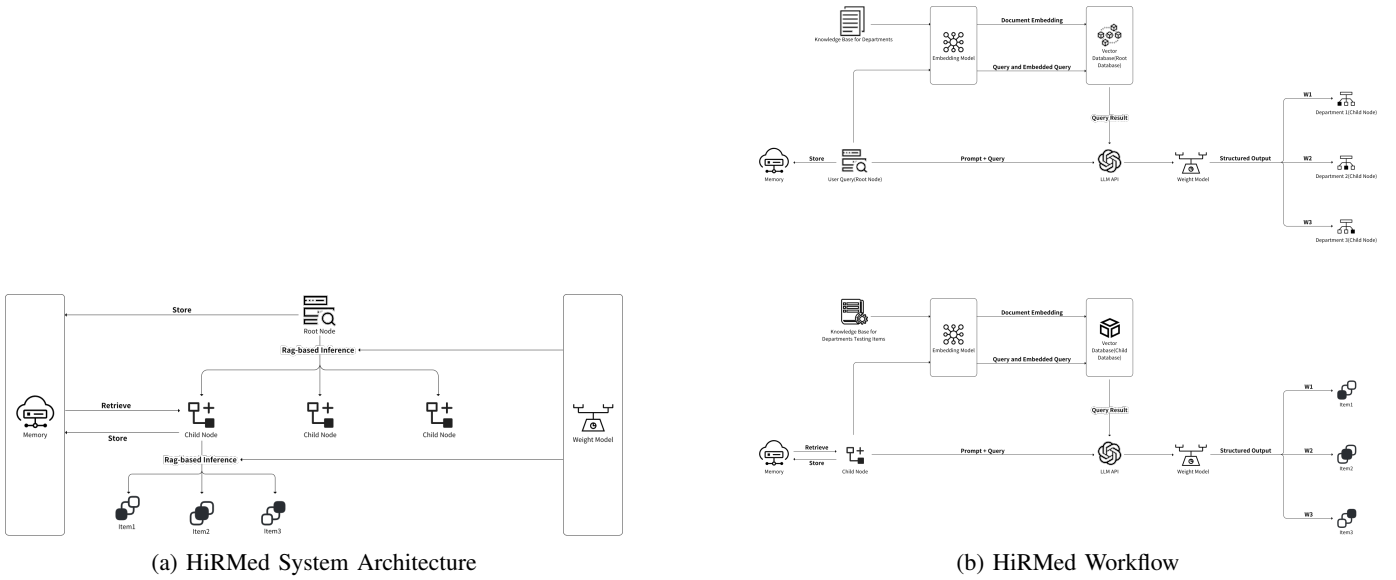 Store
Root Node
Rag-based Inference
Retrieve
Store
Memory
Child Node
Child Node
Child Node
Weight Model
Rag-based Inference
Item1
Item2
Item3
(a) HiRMed System Architecture
Knowledge Base for Departments
Embedding Model
Document Embedding
Query and Embedded Query
Vector
Database(Root
Database)
Query Result
Memory
Store
User Query(Root Node)
Prompt + Query
LLM API
Weight Model
Structured Output
W1
Department 1(Child Node)
W2
Department 2(Child Node)
W3
Department 3(Child Node)
Knowledge Base for
Departments Testing Items
Embedding Model
Document Embedding
Query and Embedded Query
Vector
Database(Child
Database)
Query Result
Memory
Retrieve
Store
Child Node
Prompt + Query
LLM API
Weight Model
Structured Output
W1
Item1
W2
Item2
W3
Item3
(b) HiRMed Workflow